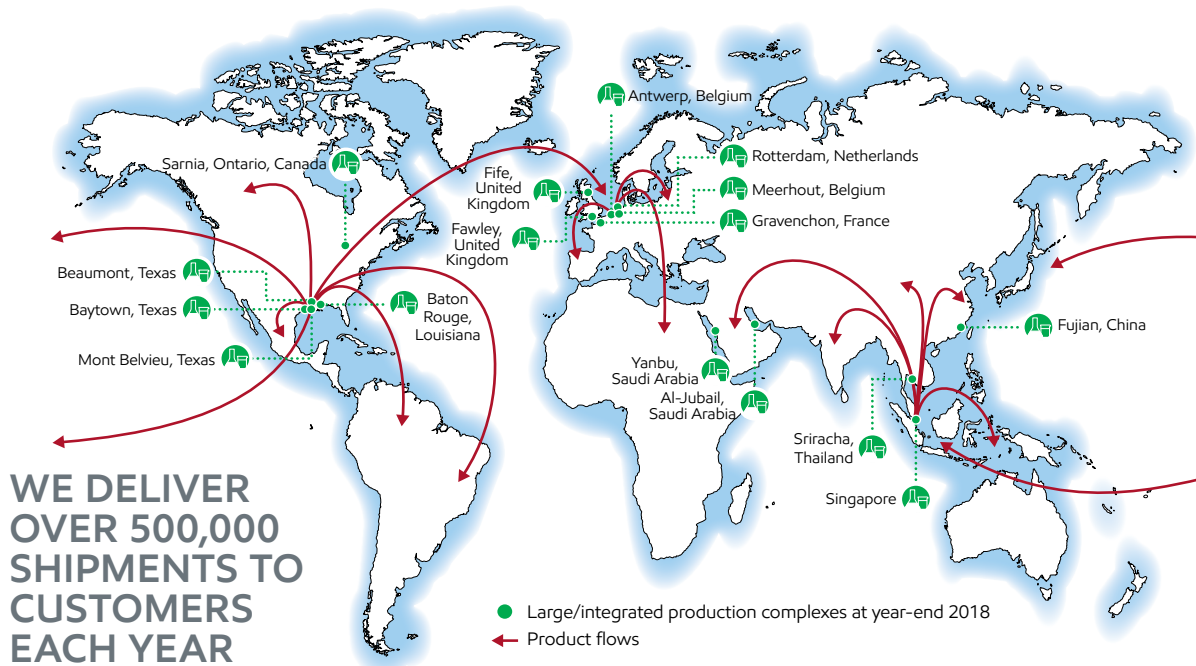 Antwerp, Belgium
Sarnia, Ontario, Canada
Rotterdam, Netherlands
Fife,
United
Kingdom
Meerhout, Belgium
Gravenchon, France
Fawley,
United
Kingdom
Beaumont, Texas
Baytown, Texas
Baton
Rouge,
Louisiana
Mont Belvieu, Texas
Fujian, China
Yanbu,
Saudi Arabia
Al-Jubail,
Saudi Arabia
Sriracha,
Thailand
Singapore
WE DELIVER
OVER 500,000
SHIPMENTS TO
CUSTOMERS
EACH YEAR
Large/integrated production complexes at year-end 2018
Product flows